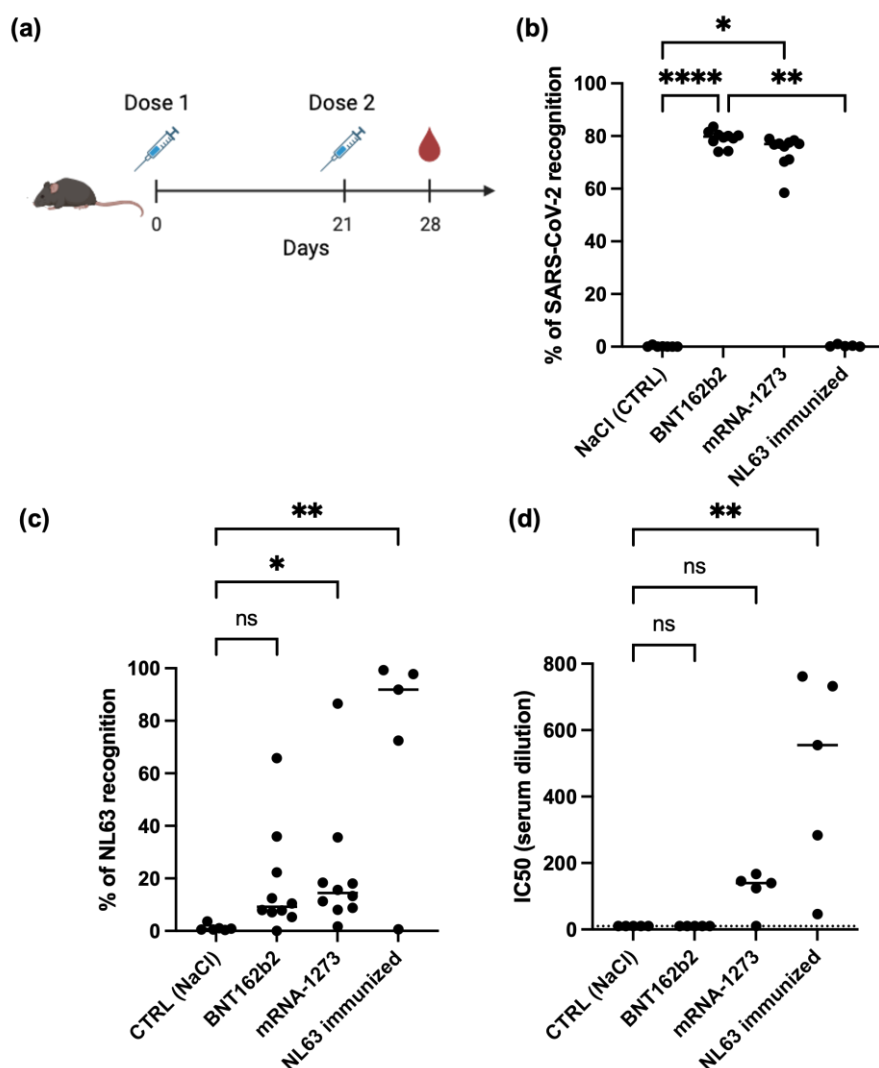 (a)
Dose 1
Dose 2
0
21
28
Days
(b)
*
**** **
% of SARS-CoV-2 recognition
100
80
60
40
20
0
NaCl (CTRL)
BNT162b2
mRNA-1273
NL63 immunized
(c)
**
*
ns
% of NL63 recognition
100
80
60
40
20
0
CTRL (NaCl)
BNT162b2
mRNA-1273
NL63 immunized
(d)
**
ns
ns
IC50 (serum dilution)
800
600
400
200
0
CTRL (NaCl)
BNT162b2
mRNA-1273
NL63 immunized